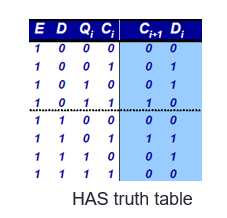 E D Qi Ci Ci+1 Di
1 0 0 0 0 0
1 0 0 1 0 1
1 0 1 0 0 1
1 0 1 1 1 0
1 1 0 0 0 0
1 1 0 1 1 1
1 1 1 0 0 1
1 1 1 1 0 0
HAS truth table